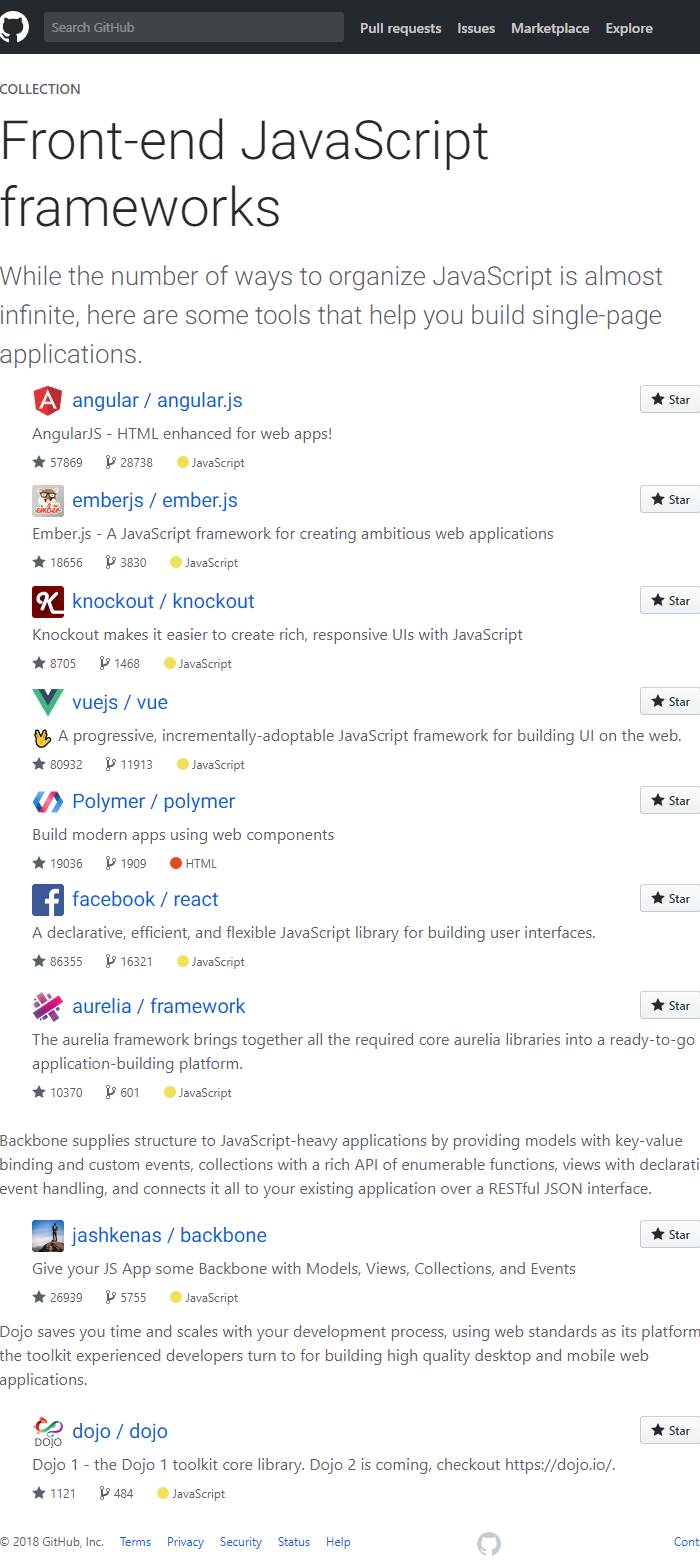 Search GitHub Pull requests Issues Marketplace Explore
COLLECTION
Front-end JavaScript
frameworks
While the number of ways to organize JavaScript is almost
infinite, here are some tools that help you build single-page
applications.
angular / angular.js Star
AngularJS - HTML enhanced for web apps!
57869 28738 JavaScript
emberjs / ember.js Star
Ember.js - A JavaScript framework for creating ambitious web applications
18656 3830 JavaScript
knockout / knockout Star
Knockout makes it easier to create rich, responsive UIs with JavaScript
8705 1468 JavaScript
vuejs / vue Star
🖖 A progressive, incrementally-adoptable JavaScript framework for building UI on the web.
80932 11913 JavaScript
Polymer / polymer Star
Build modern apps using web components
19036 1909 HTML
facebook / react Star
A declarative, efficient, and flexible JavaScript library for building user interfaces.
86355 16321 JavaScript
aurelia / framework Star
The aurelia framework brings together all the required core aurelia libraries into a ready-to-go
application-building platform.
10370 601 JavaScript
Backbone supplies structure to JavaScript-heavy applications by providing models with key-value
binding and custom events, collections with a rich API of enumerable functions, views with declarati
event handling, and connects it all to your existing application over a RESTful JSON interface.
jashkenas / backbone Star
Give your JS App some Backbone with Models, Views, Collections, and Events
26939 5755 JavaScript
Dojo saves you time and scales with your development process, using web standards as its platform
the toolkit experienced developers turn to for building high quality desktop and mobile web
applications.
DOJO dojo / dojo Star
Dojo 1 - the Dojo 1 toolkit core library. Dojo 2 is coming, checkout https://dojo.io/.
1121 484 JavaScript
© 2018 GitHub, Inc. Terms Privacy Security Status Help Cont